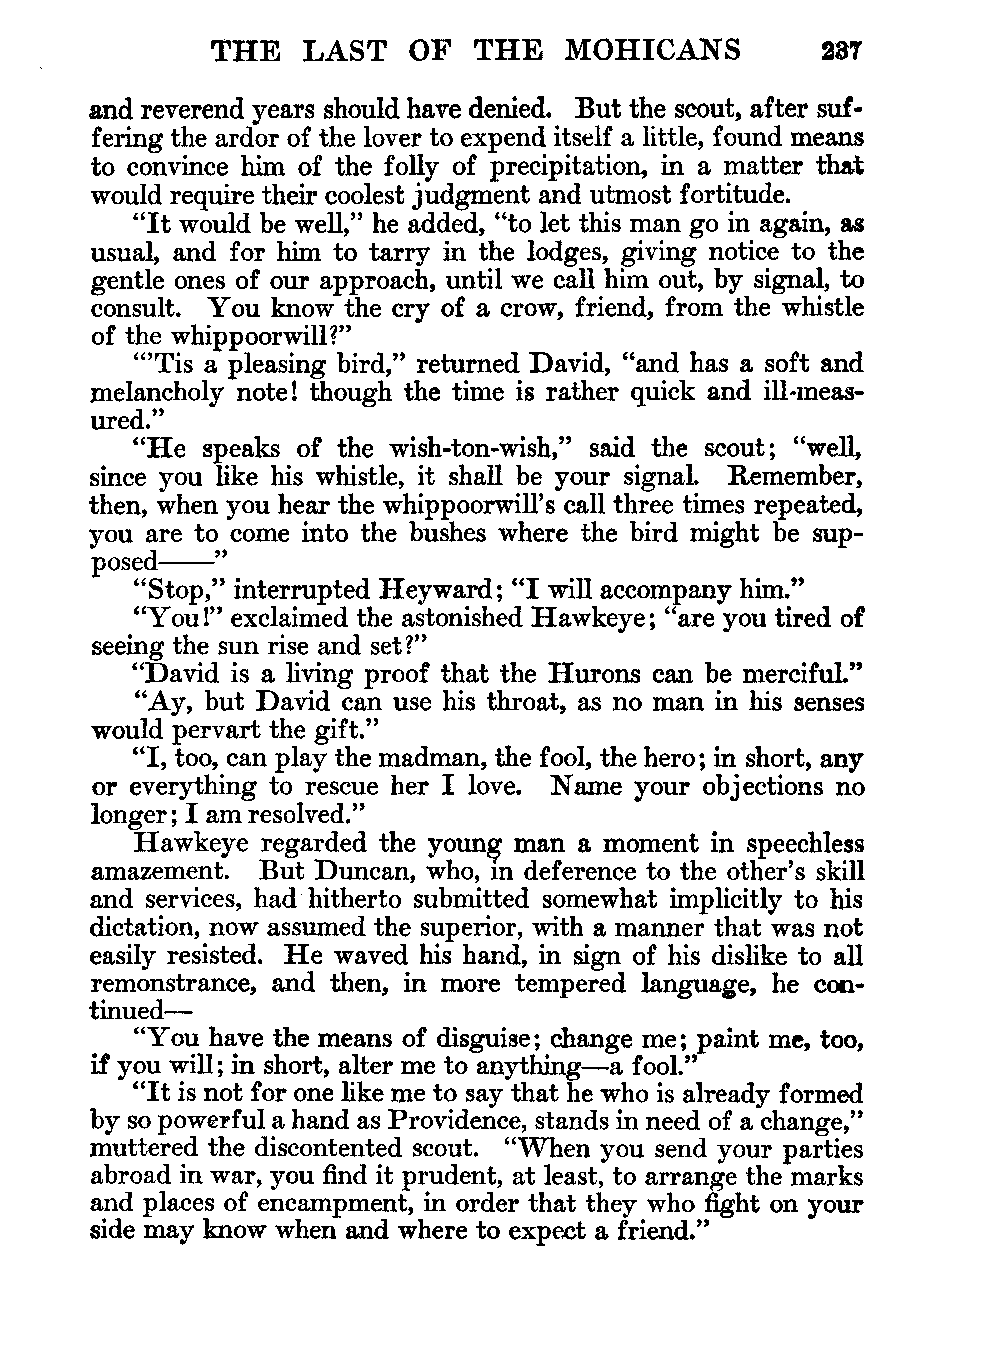 THE LAST OF THE MOHICANS 237
and reverend years should have denied. But the scout, after suf-
fering the ardor of the lover to expend itself a little, found means
to convince him of the folly of precipitation, in a matter that
would require their coolest judgment and utmost fortitude.
“It would be well,” he added, “to let this man go in again, as
usual, and for him to tarry in the lodges, giving notice to the
gentle ones of our approach, until we call him out, by signal, to
consult. You know the cry of a crow, friend, from the whistle
of the whippoorwill?”
“’Tis a pleasing bird,” returned David, “and has a soft and
melancholy note! though the time is rather quick and ill-meas-
ured.”
“He speaks of the wish-ton-wish,” said the scout; “well,
since you like his whistle, it shall be your signal. Remember,
then, when you hear the whippoorwill’s call three times repeated,
you are to come into the bushes where the bird might be sup-
posed——”
“Stop,” interrupted Heyward; “I will accompany him.”
“You!” exclaimed the astonished Hawkeye; “are you tired of
seeing the sun rise and set?”
“David is a living proof that the Hurons can be merciful.”
“Ay, but David can use his throat, as no man in his senses
would pervart the gift.”
“I, too, can play the madman, the fool, the hero; in short, any
or everything to rescue her I love. Name your objections no
longer; I am resolved.”
Hawkeye regarded the young man a moment in speechless
amazement. But Duncan, who, in deference to the other’s skill
and services, had hitherto submitted somewhat implicitly to his
dictation, now assumed the superior, with a manner that was not
easily resisted. He waved his hand, in sign of his dislike to all
remonstrance, and then, in more tempered language, he con-
tinued—
“You have the means of disguise; change me; paint me, too,
if you will; in short, alter me to anything—a fool.”
“It is not for one like me to say that he who is already formed
by so powerful a hand as Providence, stands in need of a change,”
muttered the discontented scout. “When you send your parties
abroad in war, you find it prudent, at least, to arrange the marks
and places of encampment, in order that they who fight on your
side may know when and where to expect a friend.”